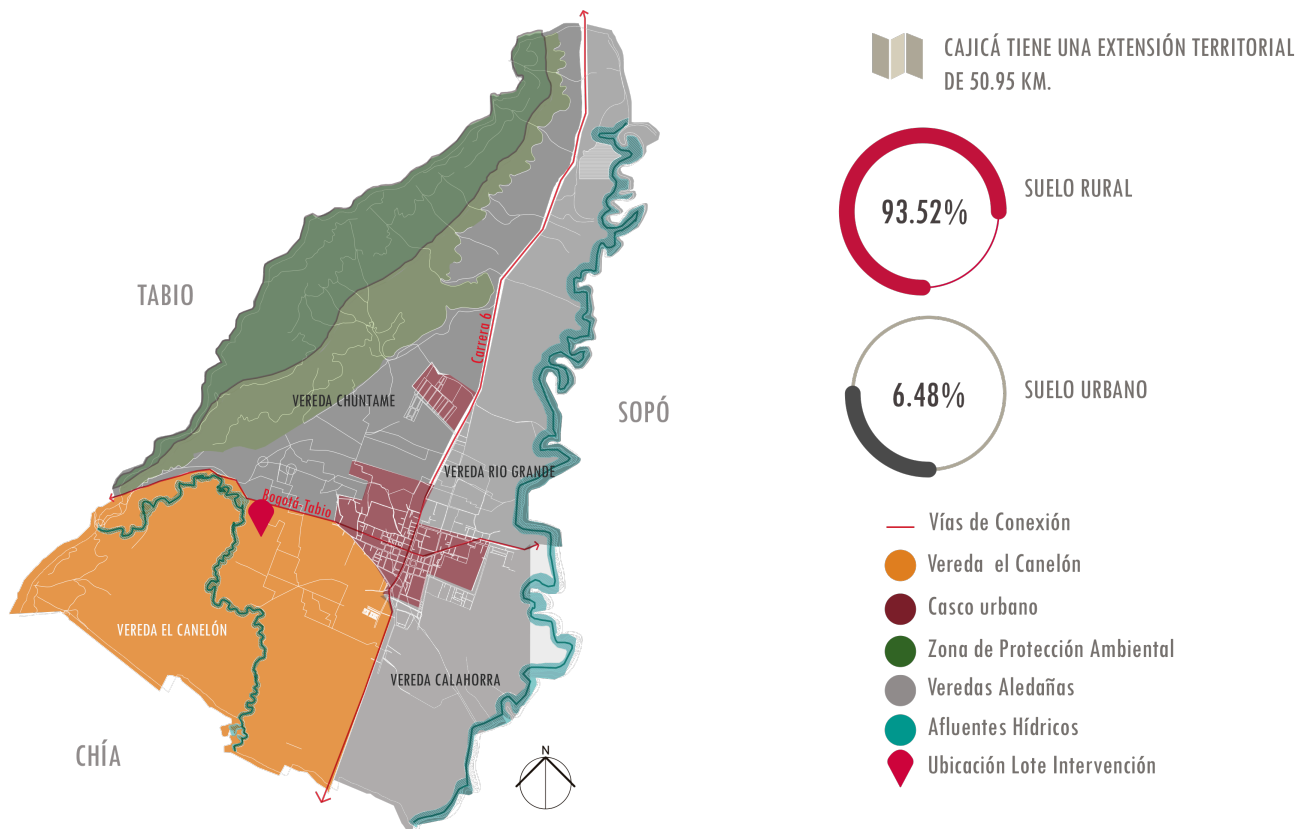 CAJICÁ TIENE UNA EXTENSIÓN TERRITORIAL
DE 50.95 KM.
93.52%
SUELO RURAL
6.48%
SUELO URBANO
TABIO
SOPÓ
CHÍA
Carrera 6
VEREDA CHUNTAME
VEREDA RIO GRANDE
Bogotá-Tabio
VEREDA EL CANELÓN
VEREDA CALAHORRA
N
Vías de Conexión
Vereda el Canelón
Casco urbano
Zona de Protección Ambiental
Veredas Aledañas
Afluentes Hídricos
Ubicación Lote Intervención